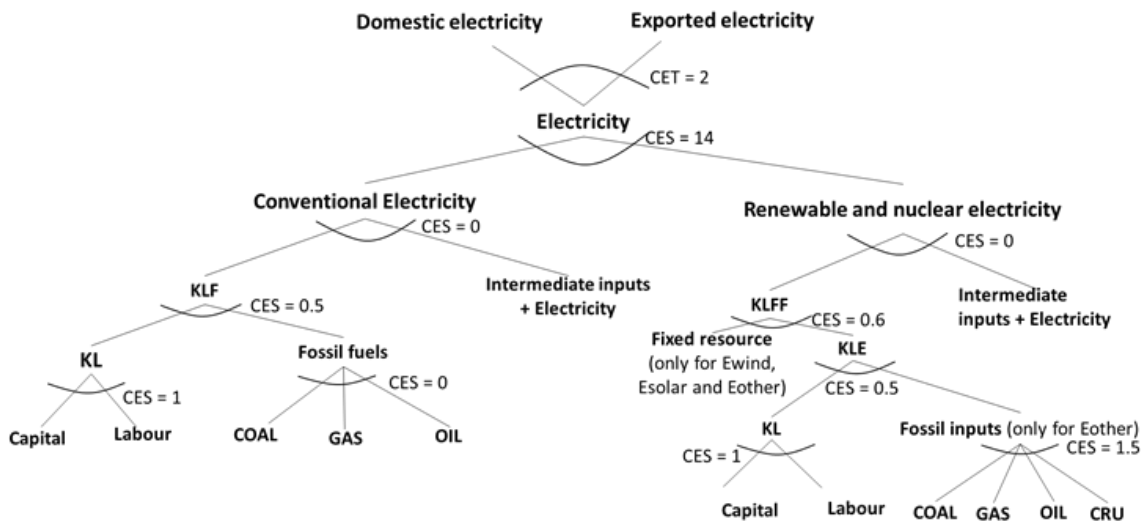 Domestic electricity
Exported electricity
CET = 2
Electricity
CES = 14
Conventional Electricity
Renewable and nuclear electricity
CES = 0
CES = 0
KLF
Intermediate inputs
+ Electricity
CES = 0.5
KLFF
Intermediate
inputs + Electricity
CES = 0.6
Fixed resource
(only for Ewind,
Esolar and Eother)
KL
Fossil fuels
KLE
CES = 0.5
CES = 1
CES = 0
Capital
Labour
COAL
GAS
OIL
KL
Fossil inputs (only for Eother)
CES = 1
CES = 1.5
Capital
Labour
COAL
GAS
OIL
CRU